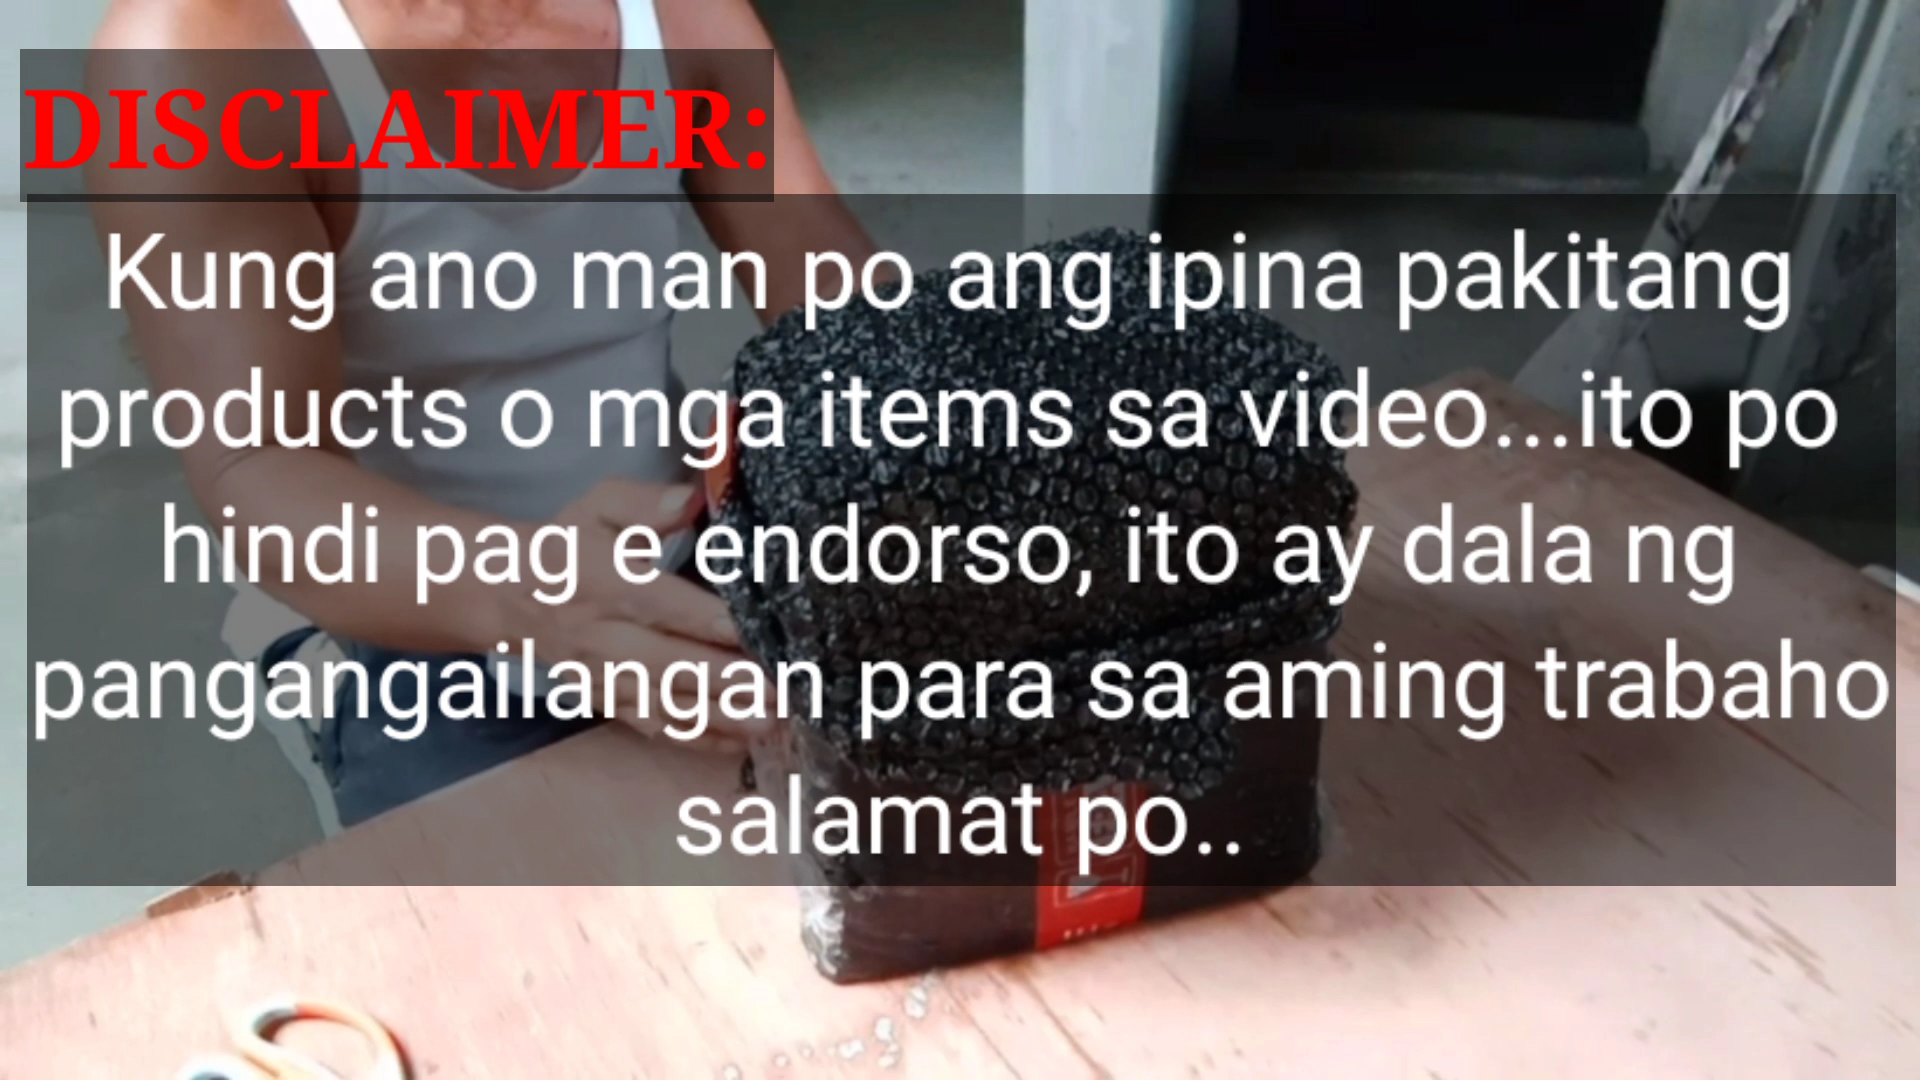 DISCLAIMER:
Kung ano man po ang ipina pakitang
products o mga items sa video...ito po
hindi pag e endorso, ito ay dala ng
pangangailangan para sa aming trabaho
salamat po..